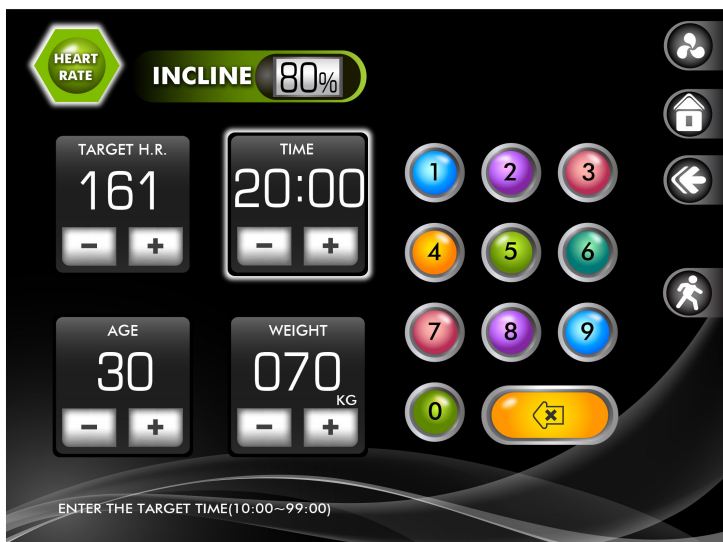 HEART
RATE
INCLINE 80%
TARGET H.R.
161
- +
TIME
20:00
- +
AGE
30
- +
WEIGHT
070
KG
- +
1 2 3
4 5 6
7 8 9
0
ENTER THE TARGET TIME(10:00~99:00)